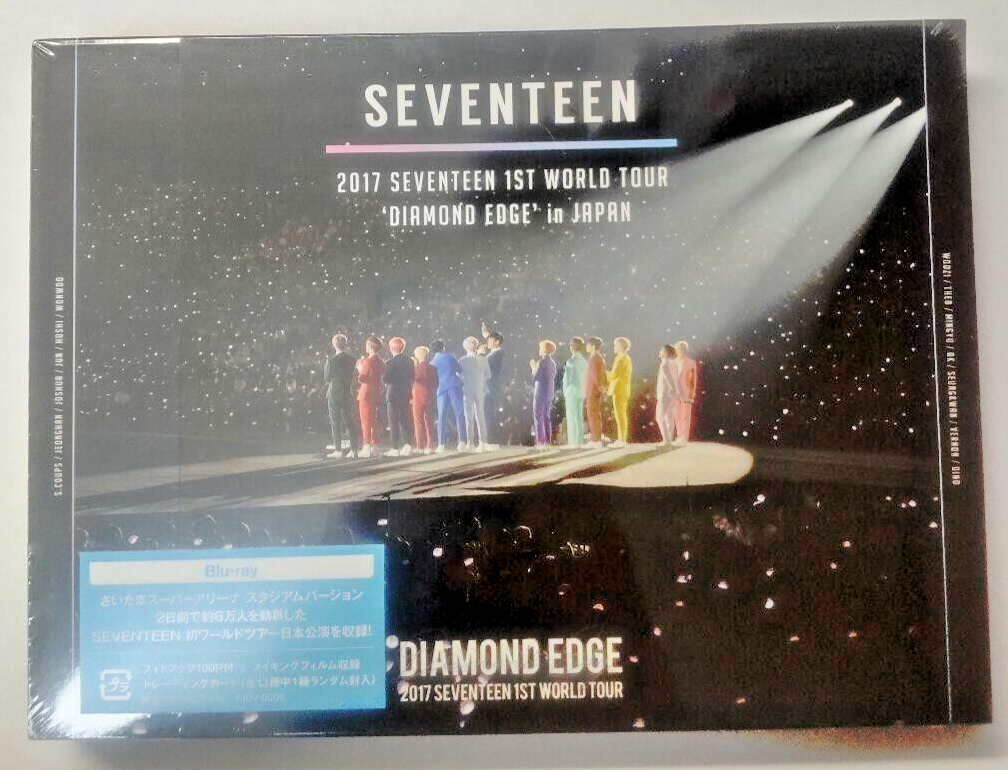 SEVENTEEN
2017 SEVENTEEN 1ST WORLD TOUR
‘DIAMOND EDGE’ in JAPAN
S.COUPS / JEONGHAN / JOSHUA / JUN / HOSHI / WONWOO
WOOZI / THE8 / MINGYU / DK / SEUNGKWAN / VERNON / DINO
Blu-ray
さいたまスーパーアリーナ スタジアムバージョン
2日間で約6万人を動員した
SEVENTEEN 初ワールドツアー日本公演を収録!
フォトブック100P付 メイキングフィルム収録
トレーディングカード(全13種中1種ランダム封入)
プラ
DIAMOND EDGE
2017 SEVENTEEN 1ST WORLD TOUR